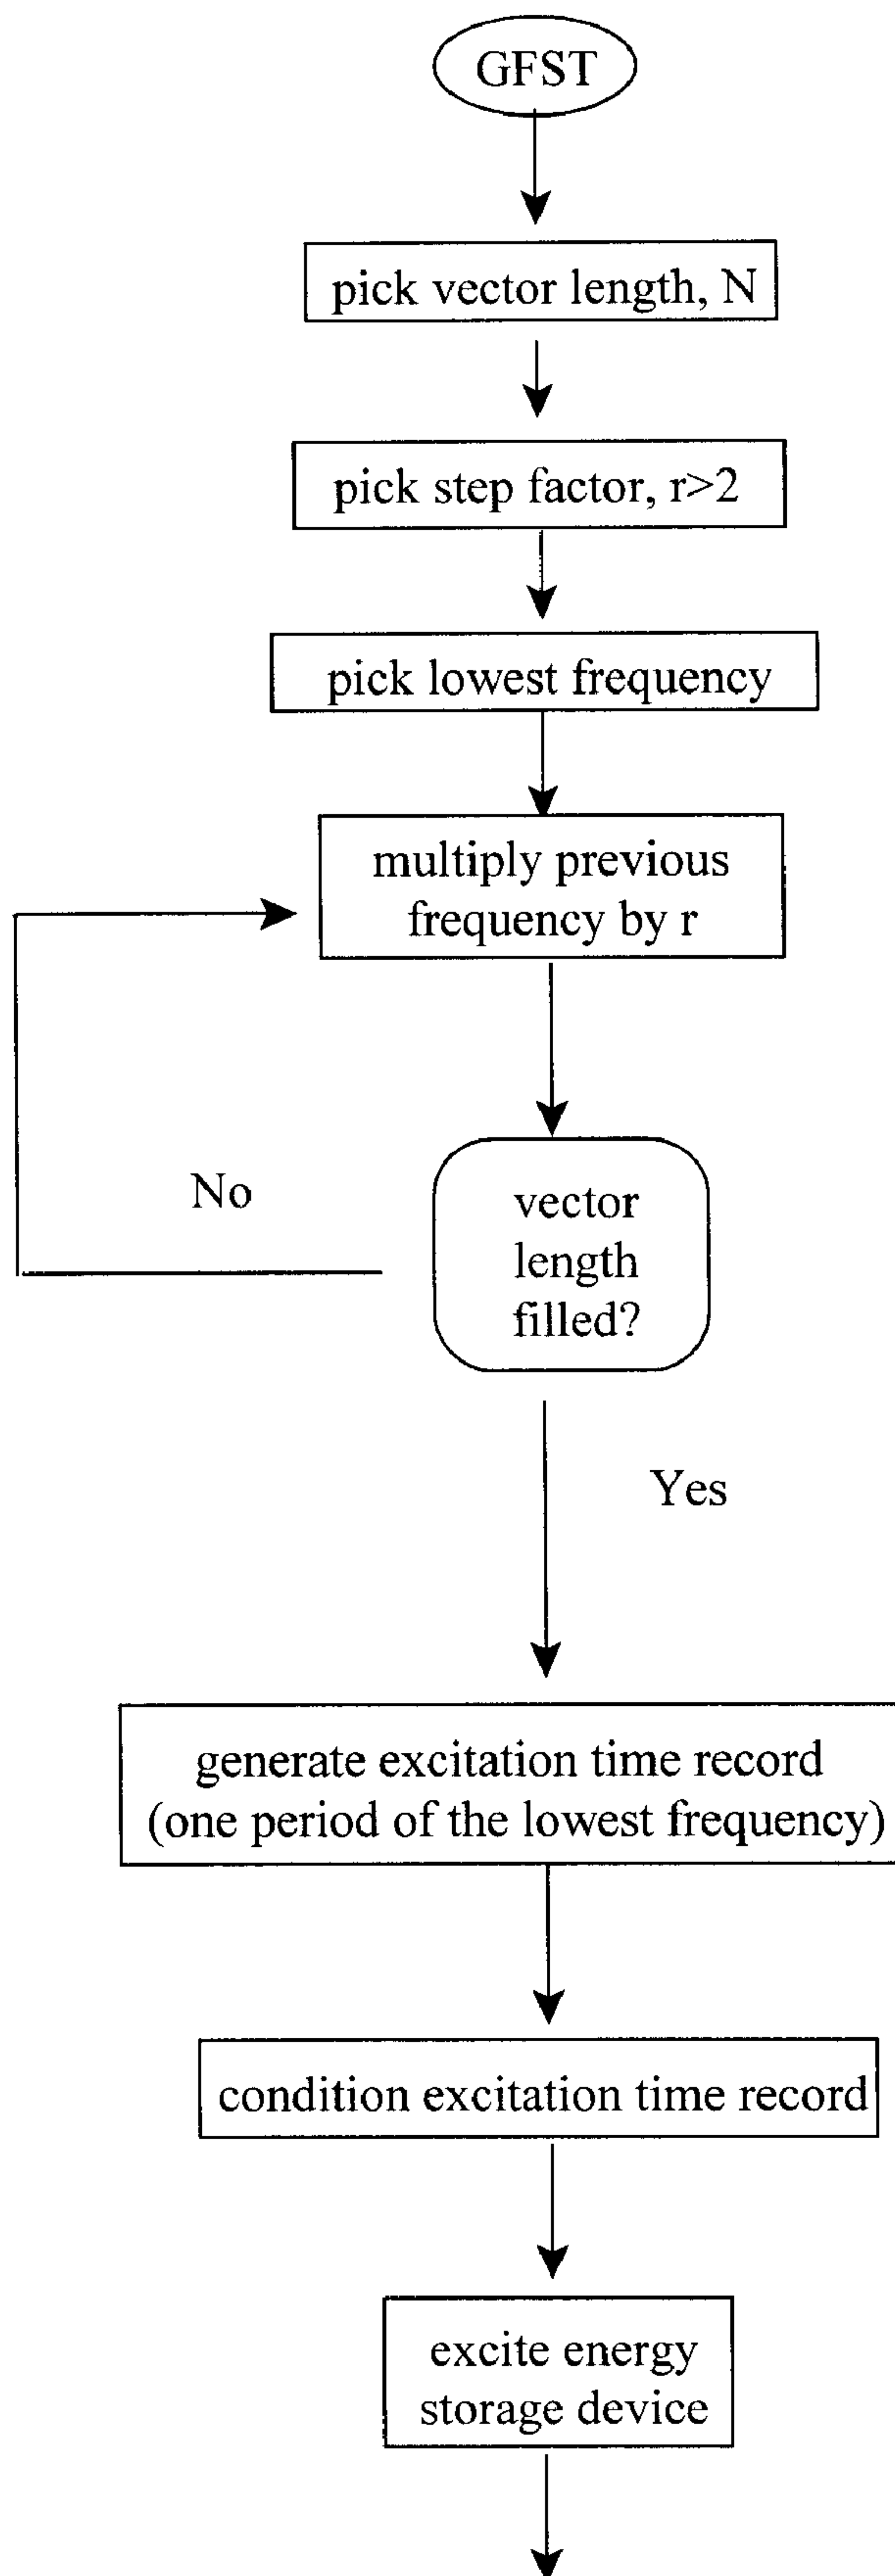 GFST
pick vector length, N
pick step factor, r>2
pick lowest frequency
multiply previous
frequency by r
No
vector
length
filled?
Yes
generate excitation time record
(one period of the lowest frequency)
condition excitation time record
excite energy
storage device